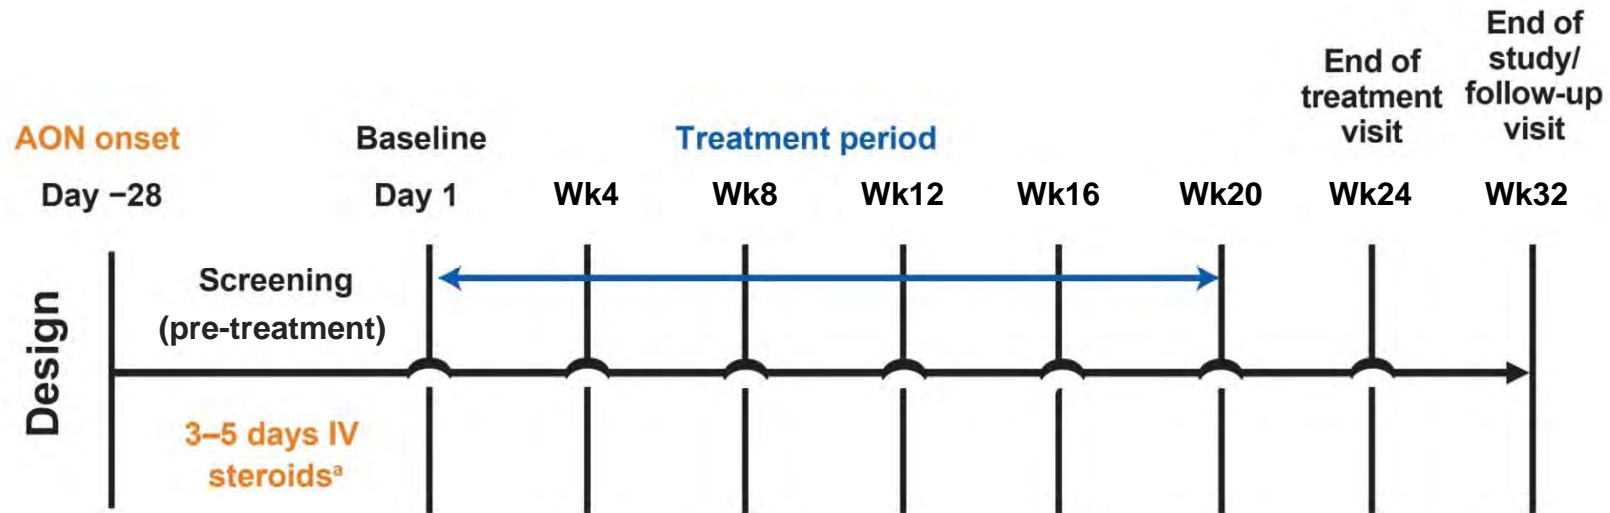 End of
study/
follow-up
visit
End of
treatment
visit
AON onset
Baseline
Treatment period
Day −28
Day 1
Wk4
Wk8
Wk12
Wk16
Wk20
Wk24
Wk32
Design
Screening
(pre-treatment)
3–5 days IV
steroidsᵃ